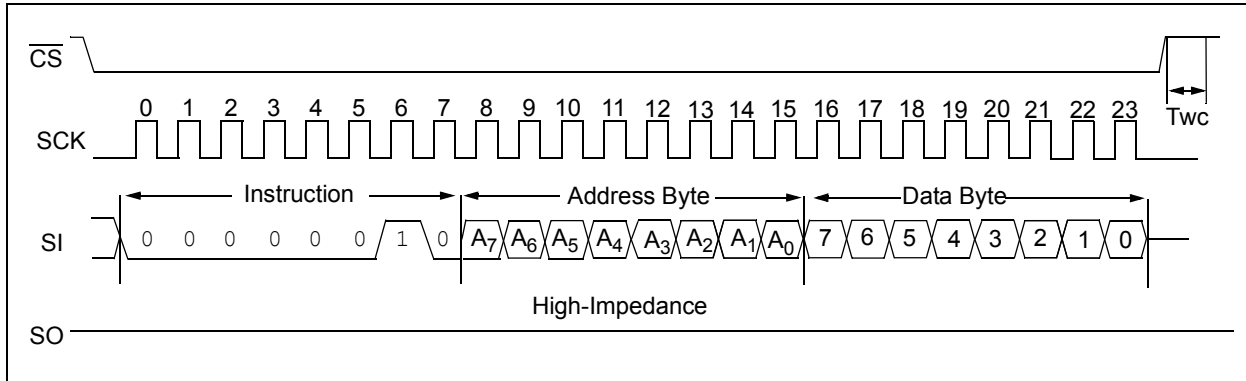 CS
0 1 2 3 4 5 6 7 8 9 10 11 12 13 14 15 16 17 18 19 20 21 22 23
Twc
SCK
Instruction Address Byte Data Byte
SI 0 0 0 0 0 0 1 0 A7 A6 A5 A4 A3 A2 A1 A0 7 6 5 4 3 2 1 0
High-Impedance
SO